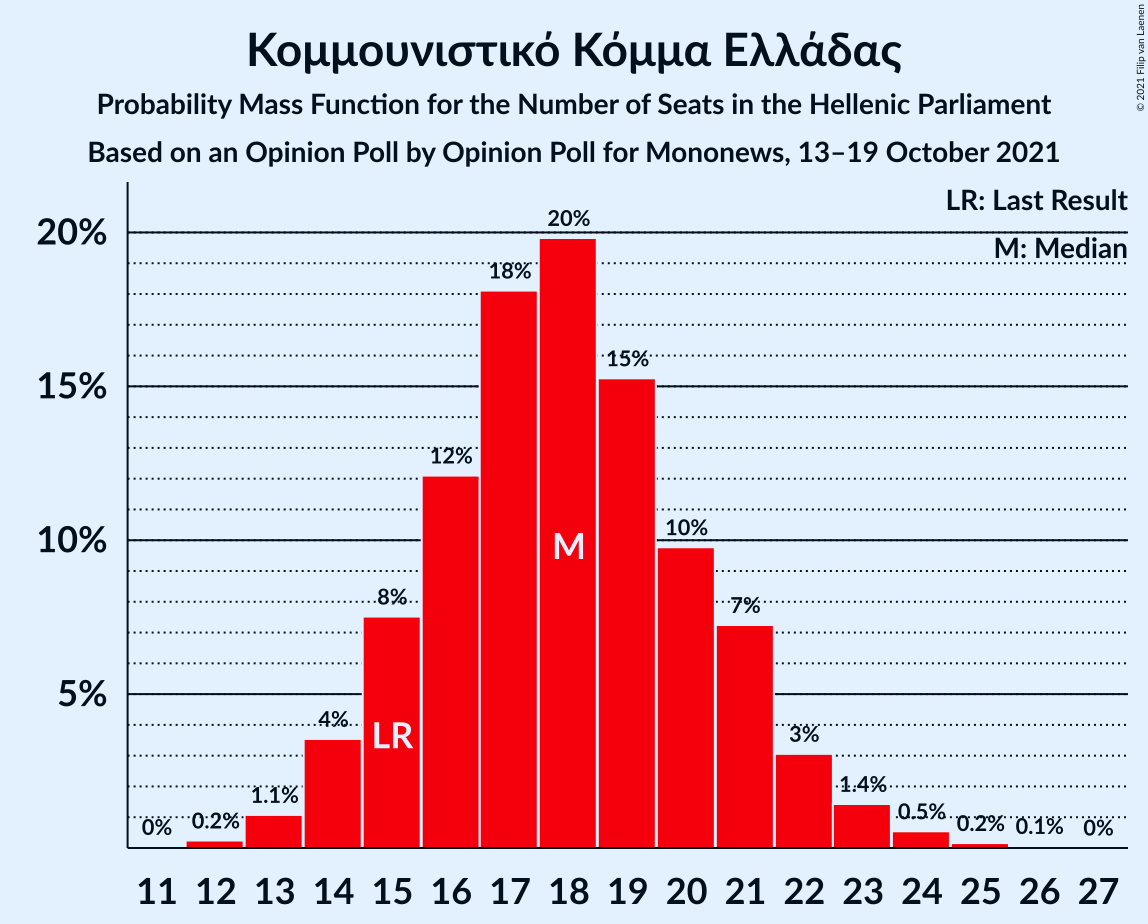 Κομμουνιστικό Κόμμα Ελλάδας
Probability Mass Function for the Number of Seats in the Hellenic Parliament
Based on an Opinion Poll by Opinion Poll for Mononews, 13–19 October 2021
© 2021 Filip van Laenen
LR: Last Result
M: Median
20%
15%
10%
5%
0%
0.2%
1.1%
4%
8%
12%
18%
20%
15%
10%
7%
3%
1.4%
0.5%
0.2%
0.1%
0%
LR
M
11 12 13 14 15 16 17 18 19 20 21 22 23 24 25 26 27